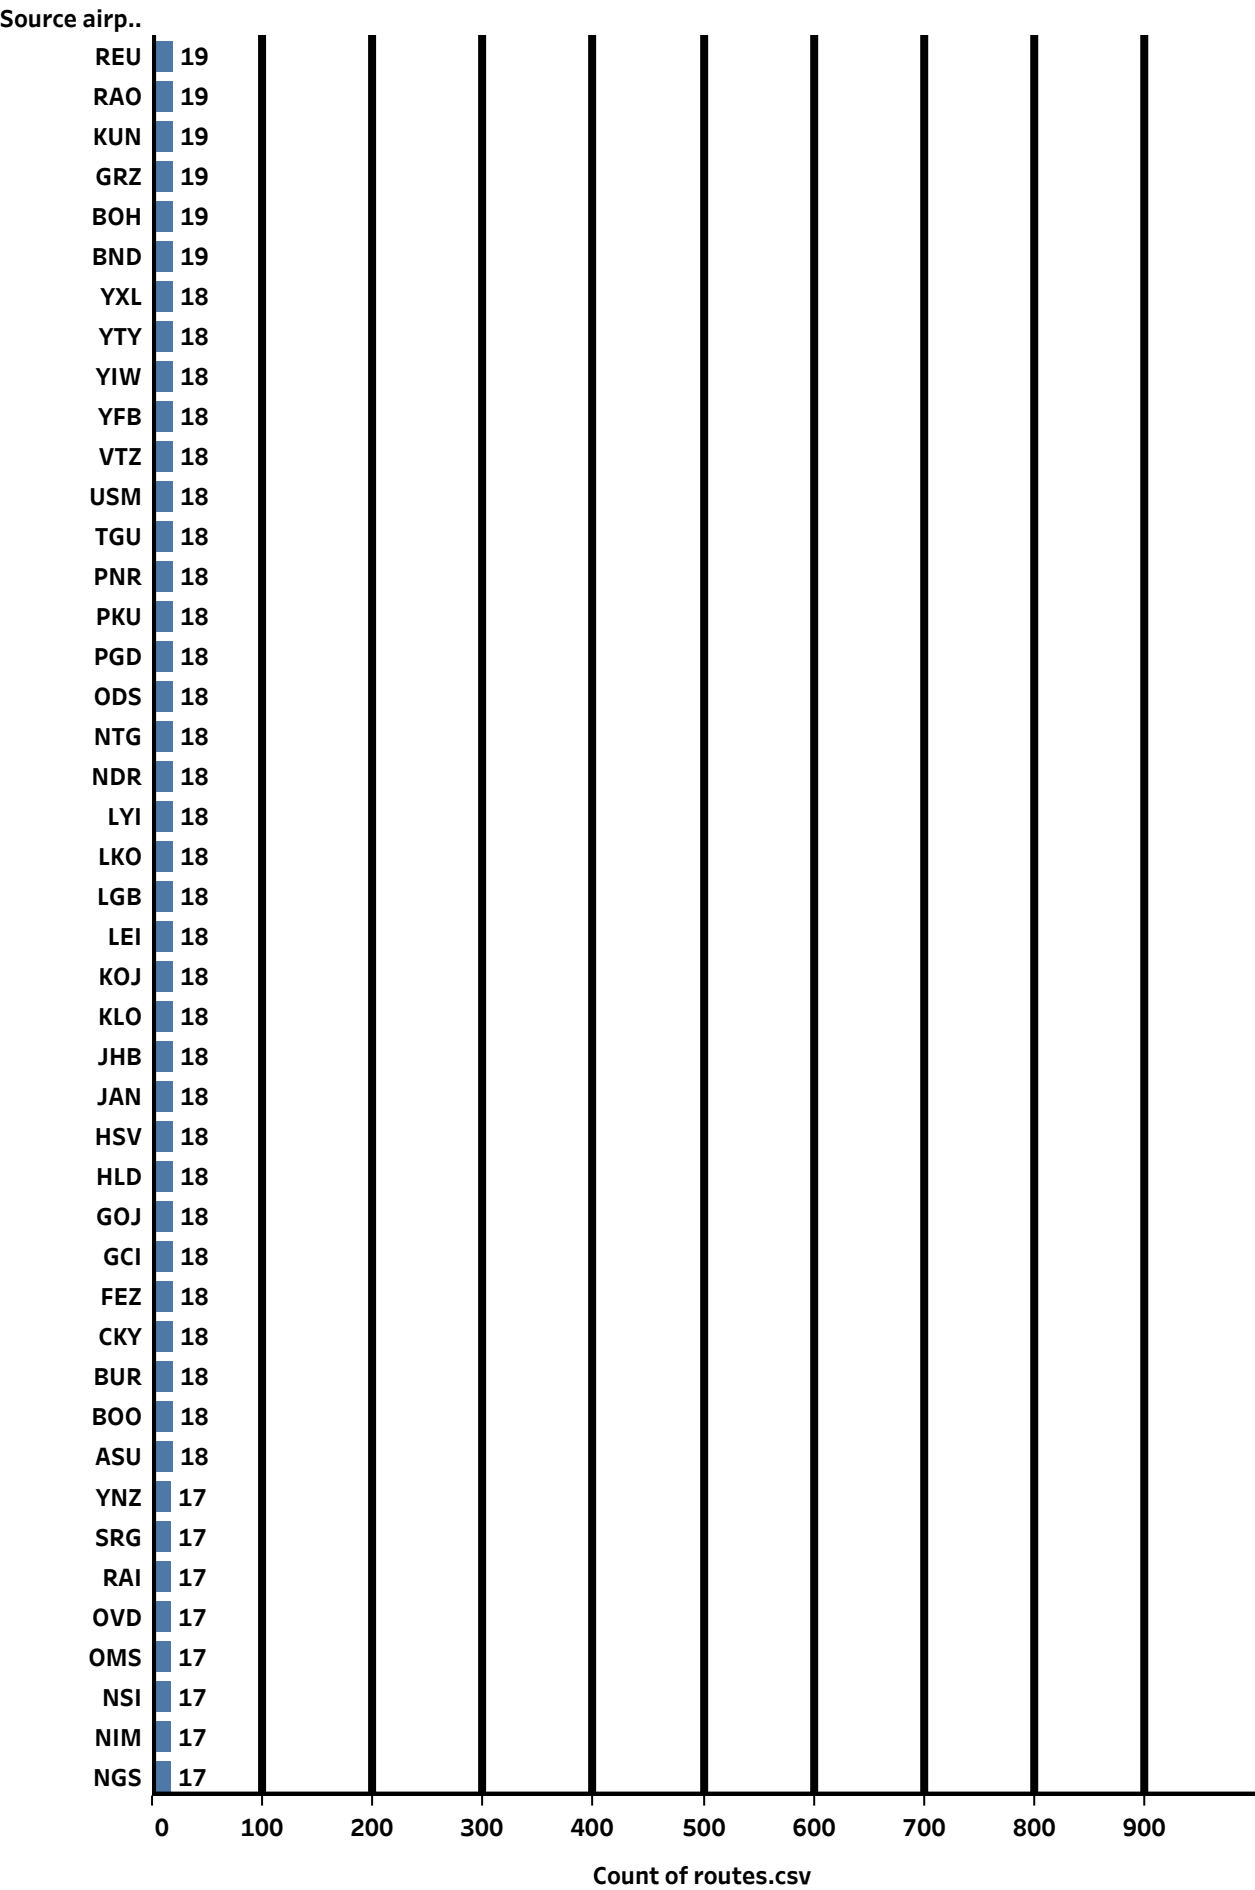 Source airp..
REU 19
RAO 19
KUN 19
GRZ 19
BOH 19
BND 19
YXL 18
YTY 18
YIW 18
YFB 18
VTZ 18
USM 18
TGU 18
PNR 18
PKU 18
PGD 18
ODS 18
NTG 18
NDR 18
LYI 18
LKO 18
LGB 18
LEI 18
KOJ 18
KLO 18
JHB 18
JAN 18
HSV 18
HLD 18
GOJ 18
GCI 18
FEZ 18
CKY 18
BUR 18
BOO 18
ASU 18
YNZ 17
SRG 17
RAI 17
OVD 17
OMS 17
NSI 17
NIM 17
NGS 17
0 100 200 300 400 500 600 700 800 900
Count of routes.csv